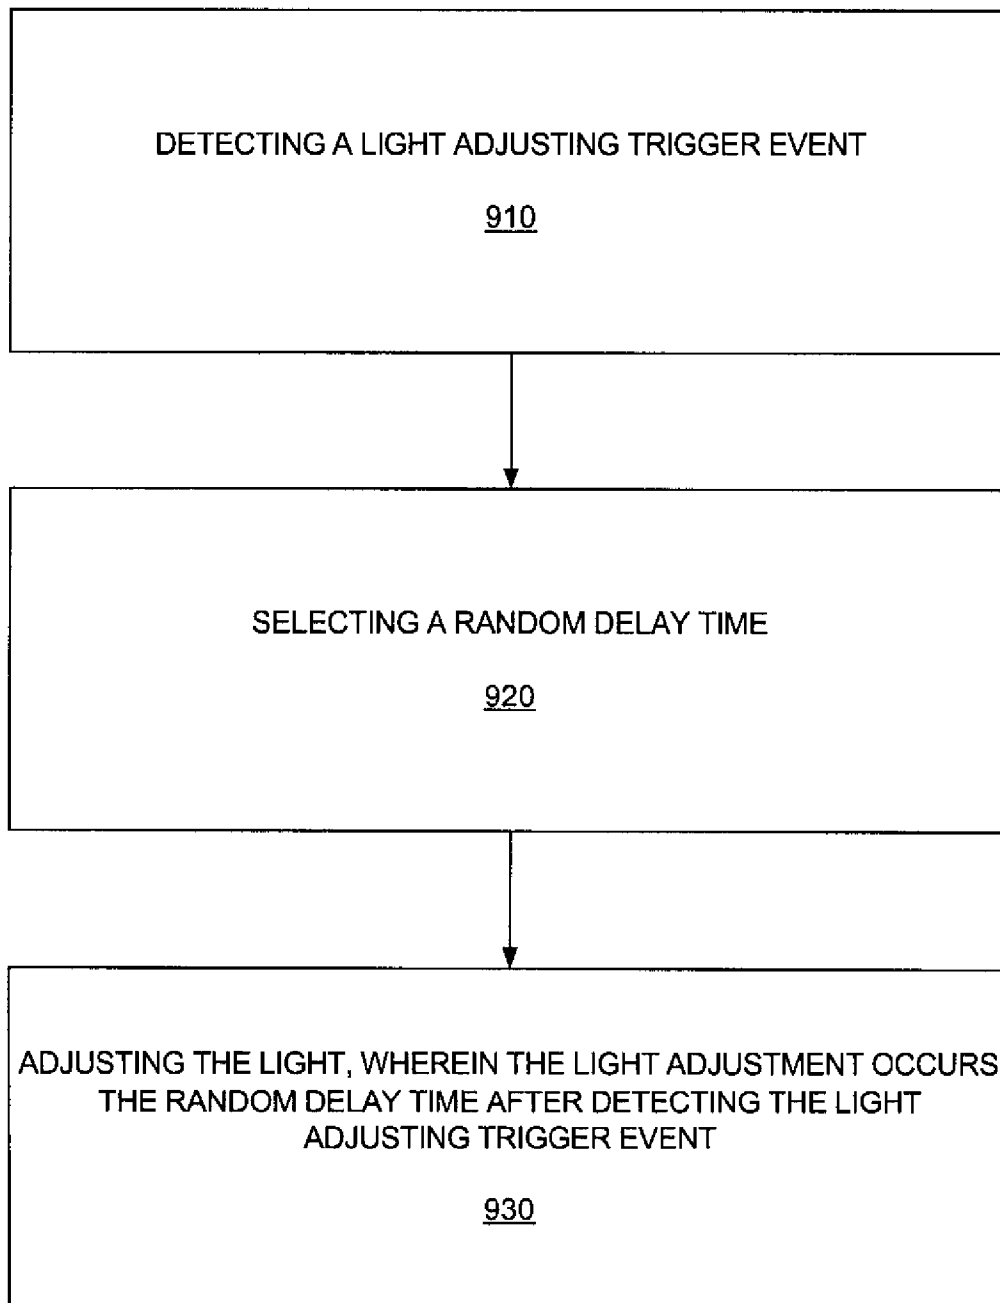 DETECTING A LIGHT ADJUSTING TRIGGER EVENT
910
SELECTING A RANDOM DELAY TIME
920
ADJUSTING THE LIGHT, WHEREIN THE LIGHT ADJUSTMENT OCCURS
THE RANDOM DELAY TIME AFTER DETECTING THE LIGHT
ADJUSTING TRIGGER EVENT
930